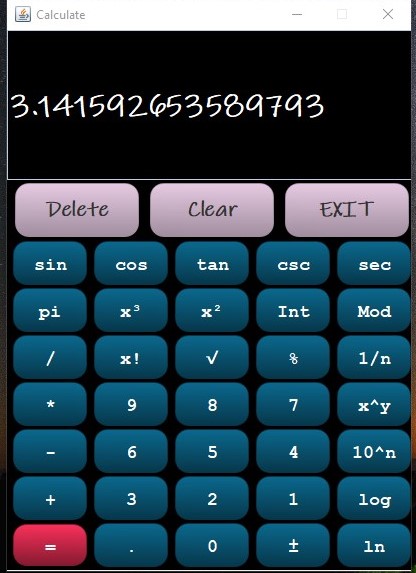 Calculate
3.141592653589793
Delete Clear EXIT
sin cos tan csc sec
pi x³ x² Int Mod
/ x! √ % 1/n
* 9 8 7 x^y
- 6 5 4 10^n
+ 3 2 1 log
= . 0 ± ln